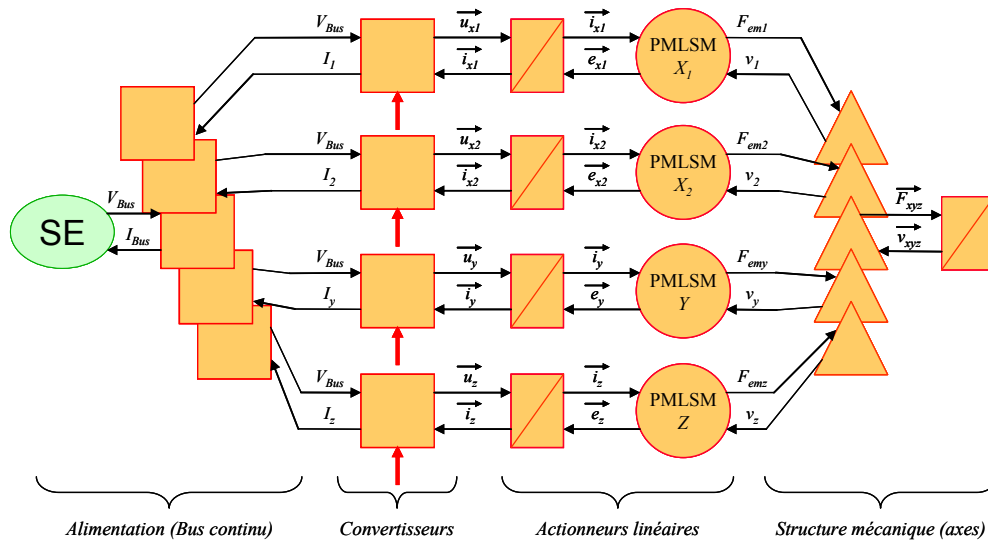 V_Bus
u_x1
i_x1
F_em1
I_1
i_x1
e_x1
v_1
PMLSM
X_1
V_Bus
u_x2
i_x2
F_em2
I_2
i_x2
e_x2
v_2
PMLSM
X_2
SE
V_Bus
I_Bus
F_xyz
v_xyz
V_Bus
u_y
i_y
F_emy
I_y
i_y
e_y
v_y
PMLSM
Y
V_Bus
u_z
i_z
F_emz
I_z
i_z
e_z
v_z
PMLSM
Z
Alimentation (Bus continu)
Convertisseurs
Actionneurs linéaires
Structure mécanique (axes)